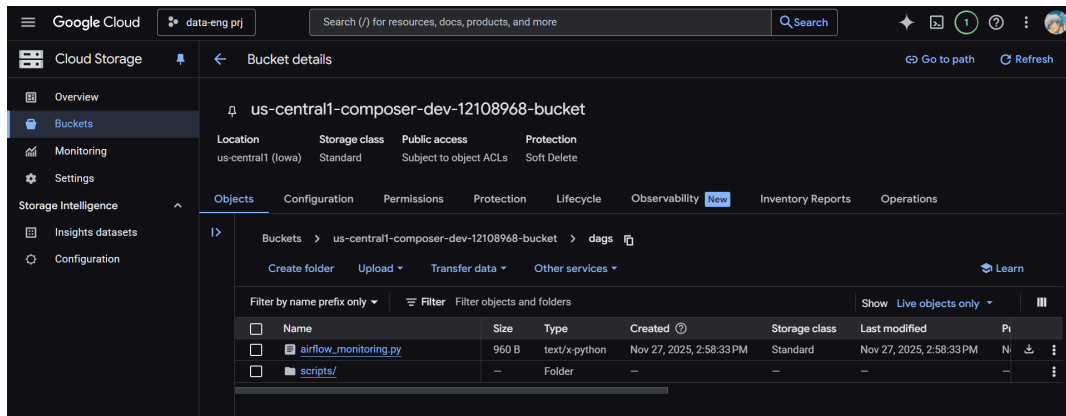 Google Cloud
data-eng prj
Search (/) for resources, docs, products, and more
Search
1
Cloud Storage
Bucket details
Go to path
Refresh
Overview
Buckets
Monitoring
Settings
Storage Intelligence
Insights datasets
Configuration
us-central1-composer-dev-12108968-bucket
Location Storage class Public access Protection
us-central1 (Iowa) Standard Subject to object ACLs Soft Delete
Objects Configuration Permissions Protection Lifecycle Observability New Inventory Reports Operations
Buckets > us-central1-composer-dev-12108968-bucket > dags
Create folder Upload Transfer data Other services Learn
Filter by name prefix only Filter Filter objects and folders Show Live objects only
Name Size Type Created Storage class Last modified
airflow_monitoring.py 960 B text/x-python Nov 27, 2025, 2:58:33 PM Standard Nov 27, 2025, 2:58:33 PM
scripts/ — Folder — — — —